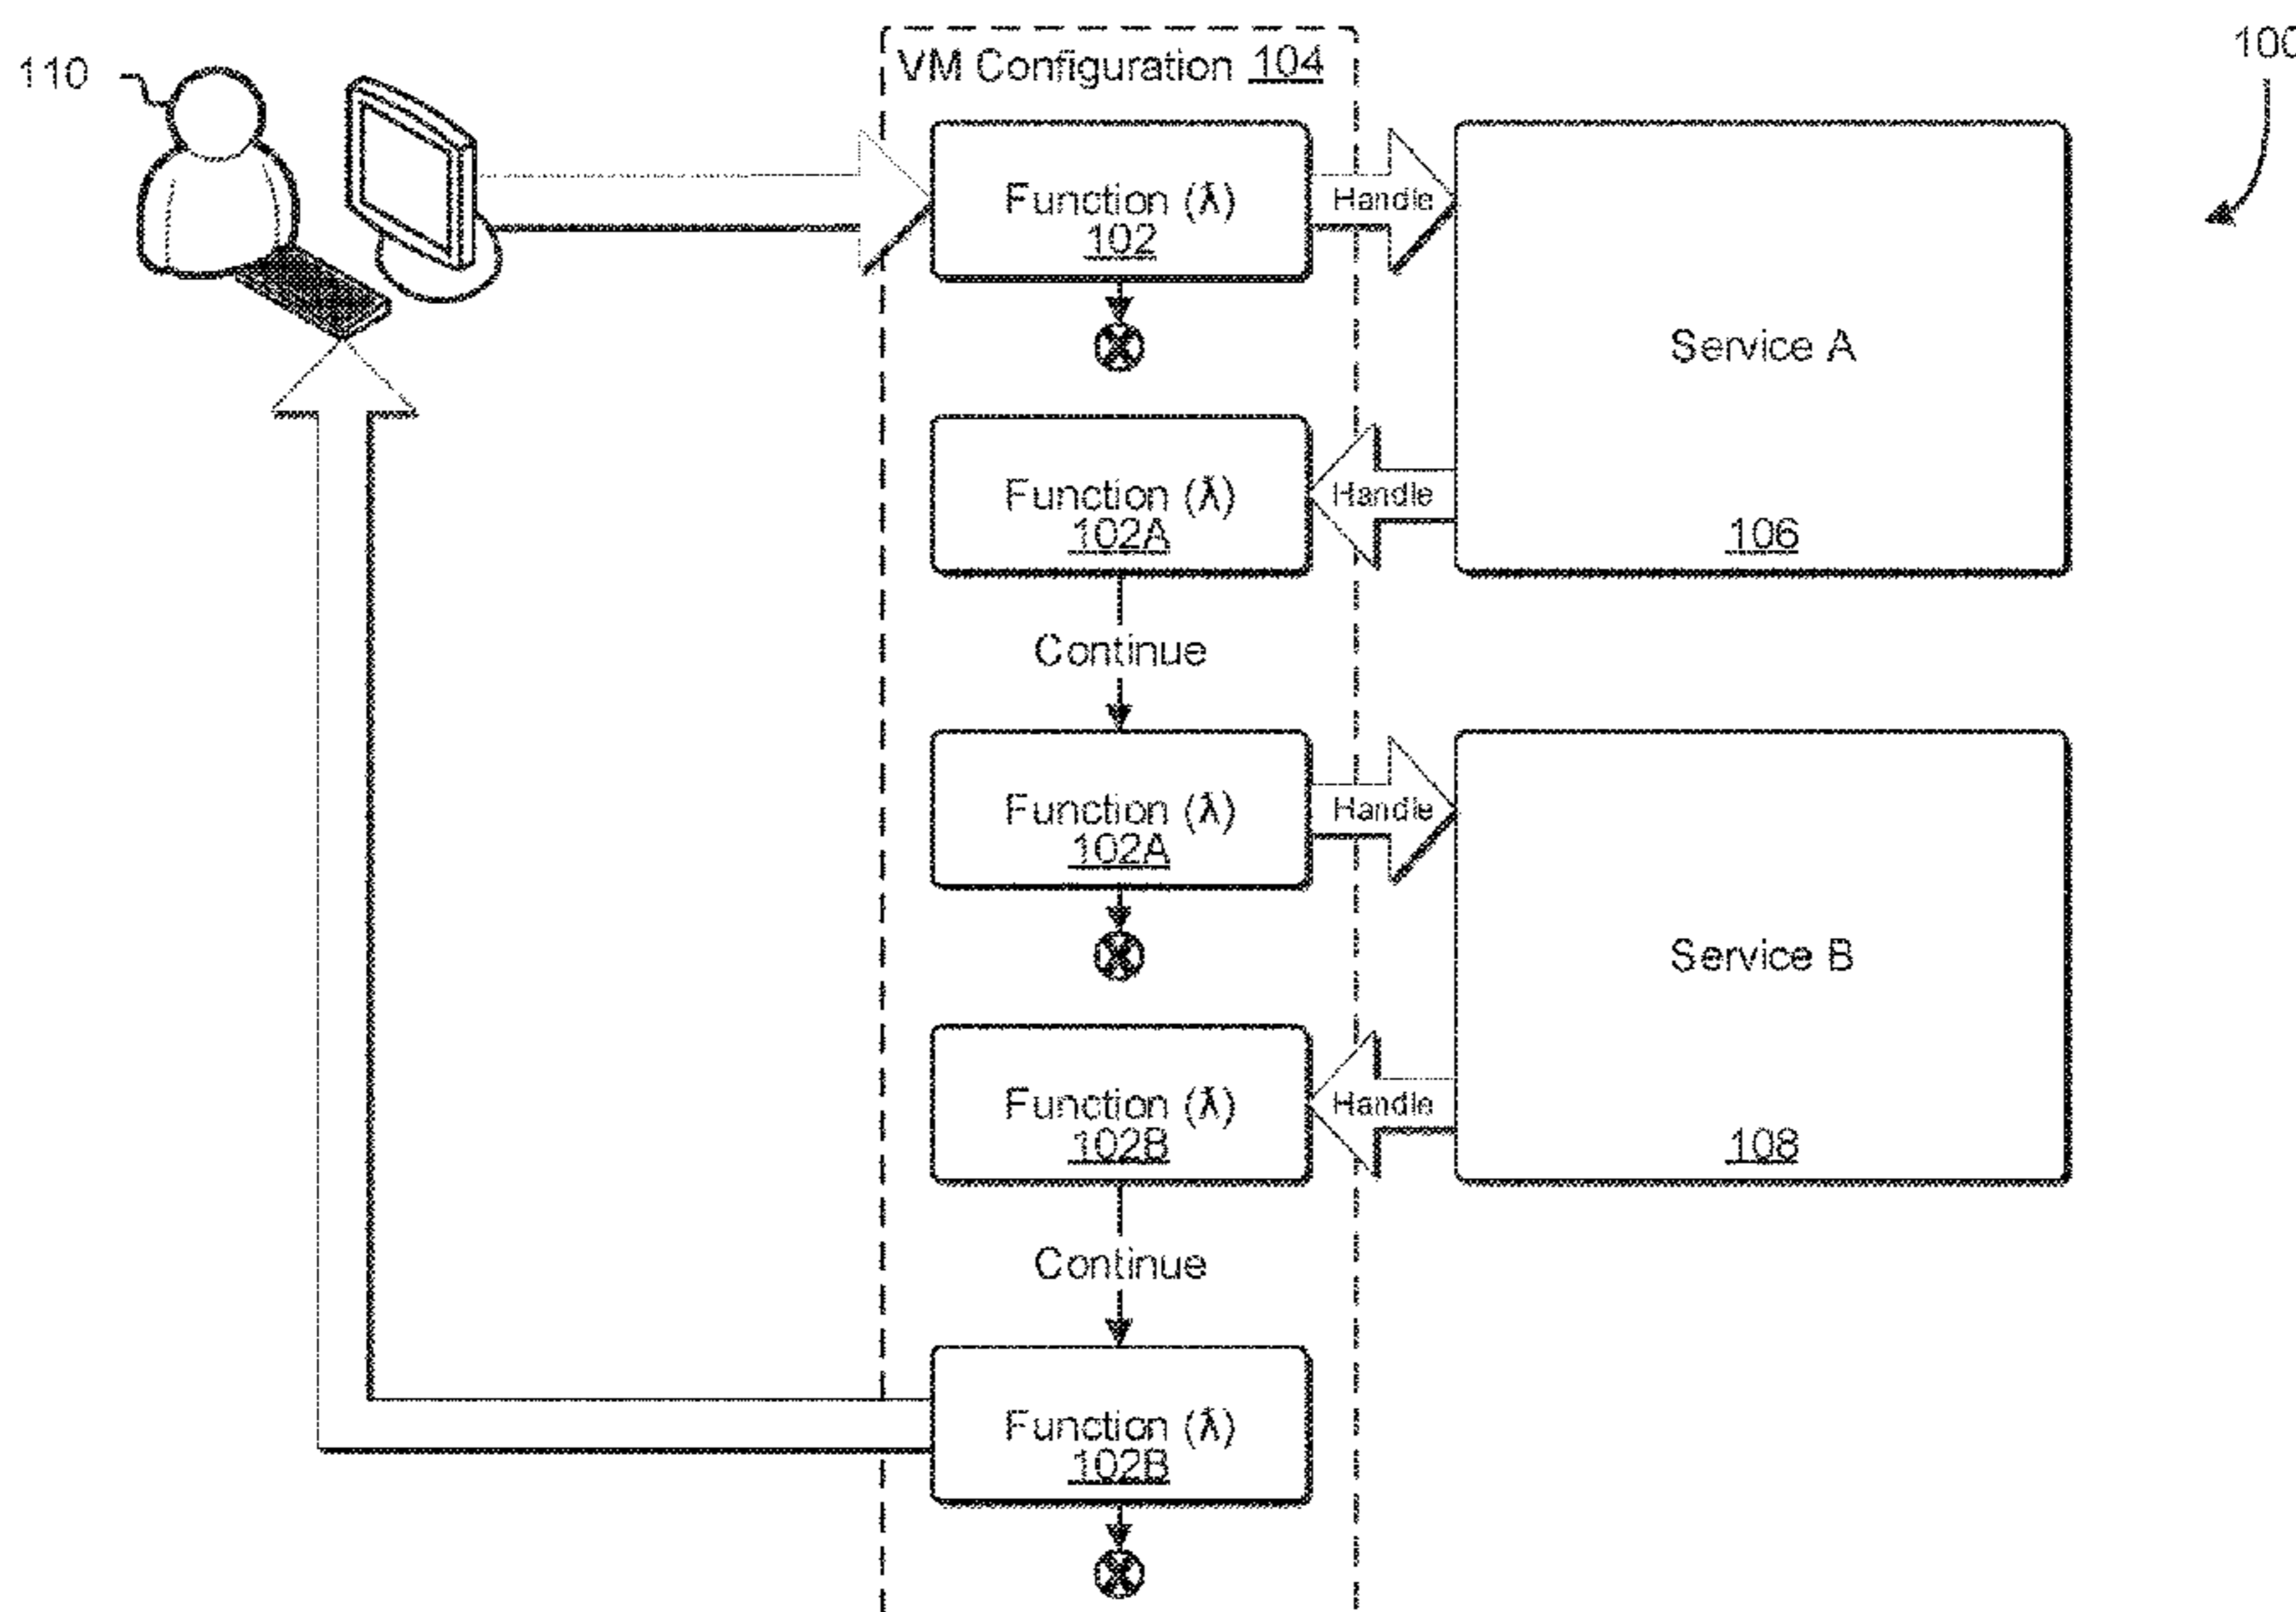 100
110
VM Configuration 104
Function (λ)
102
Handle
Service A
106
Handle
Function (λ)
102A
Continue
Function (λ)
102A
Handle
Service B
108
Handle
Function (λ)
102B
Continue
Function (λ)
102B